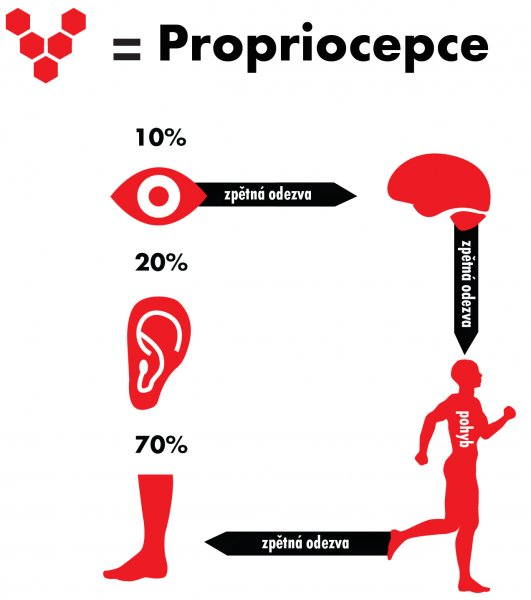 = Propriocepce
10%
zpětná odezva
20%
zpětná odezva
70%
pohyb
zpětná odezva